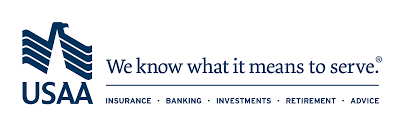 We know what it means to serve.®
USAA
INSURANCE · BANKING · INVESTMENTS · RETIREMENT · ADVICE